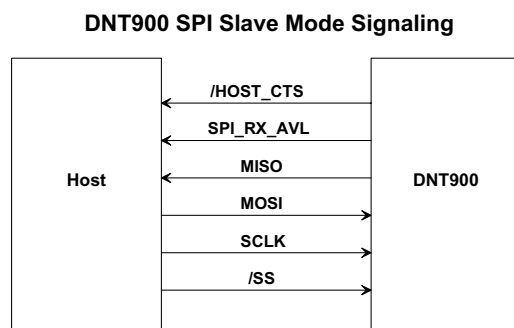 DNT900 SPI Slave Mode Signaling
/HOST_CTS
SPI_RX_AVL
MISO
Host
DNT900
MOSI
SCLK
/SS